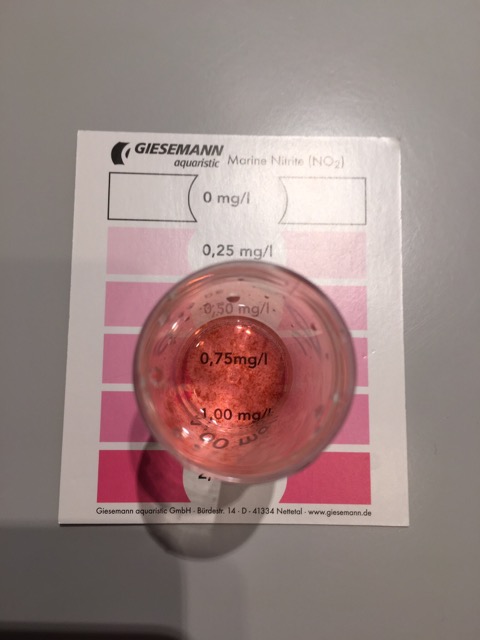 GIESEMANN
aquaristic Marine Nitrite (NO₂)
0 mg/l
0,25 mg/l
0,50 mg/l
0,75mg/l
1,00 mg/l
Giesemann aquaristic GmbH · Bürdestr. 14 · D - 41334 Nettetal · www.giesemann.de